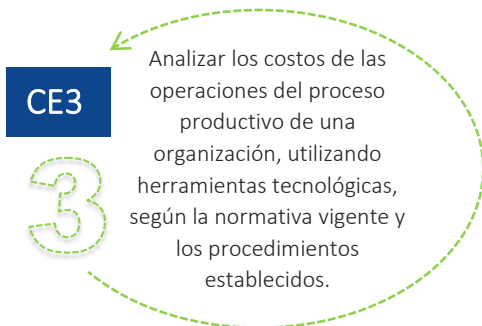 CE3
3
Analizar los costos de las
operaciones del proceso
productivo de una
organización, utilizando
herramientas tecnológicas,
según la normativa vigente y
los procedimientos
establecidos.